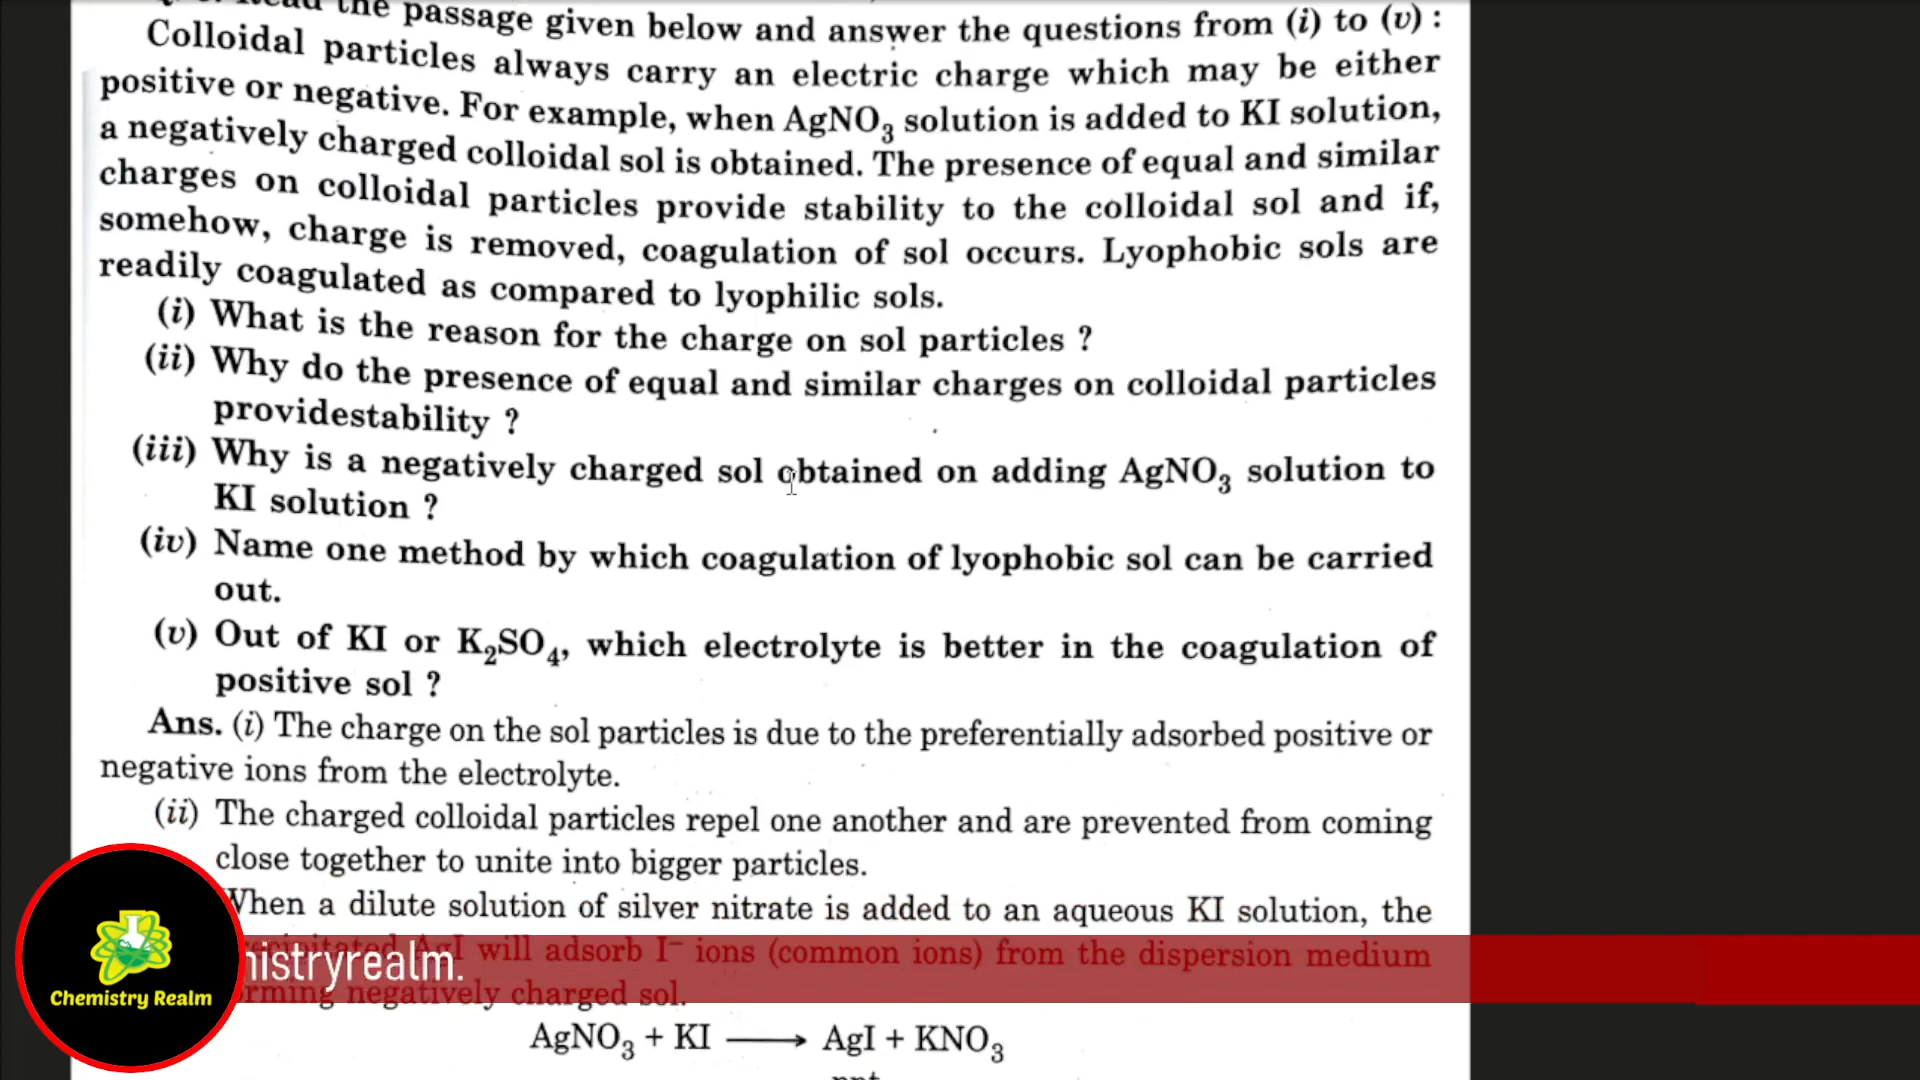 the passage given below and answer the questions from (i) to (v) :
Colloidal particles always carry an electric charge which may be either
positive or negative. For example, when AgNO₃ solution is added to KI solution,
a negatively charged colloidal sol is obtained. The presence of equal and similar
charges on colloidal particles provide stability to the colloidal sol and if,
somehow, charge is removed, coagulation of sol occurs. Lyophobic sols are
readily coagulated as compared to lyophilic sols.
(i) What is the reason for the charge on sol particles ?
(ii) Why do the presence of equal and similar charges on colloidal particles
providestability ?
(iii) Why is a negatively charged sol obtained on adding AgNO₃ solution to
KI solution ?
(iv) Name one method by which coagulation of lyophobic sol can be carried
out.
(v) Out of KI or K₂SO₄, which electrolyte is better in the coagulation of
positive sol ?
Ans. (i) The charge on the sol particles is due to the preferentially adsorbed positive or
negative ions from the electrolyte.
(ii) The charged colloidal particles repel one another and are prevented from coming
close together to unite into bigger particles.
When a dilute solution of silver nitrate is added to an aqueous KI solution, the
AgI will adsorb I⁻ ions (common ions) from the dispersion medium
nistryrealm.
orming negatively charged sol.
Chemistry Realm
AgNO₃ + KI ⟶ AgI + KNO₃